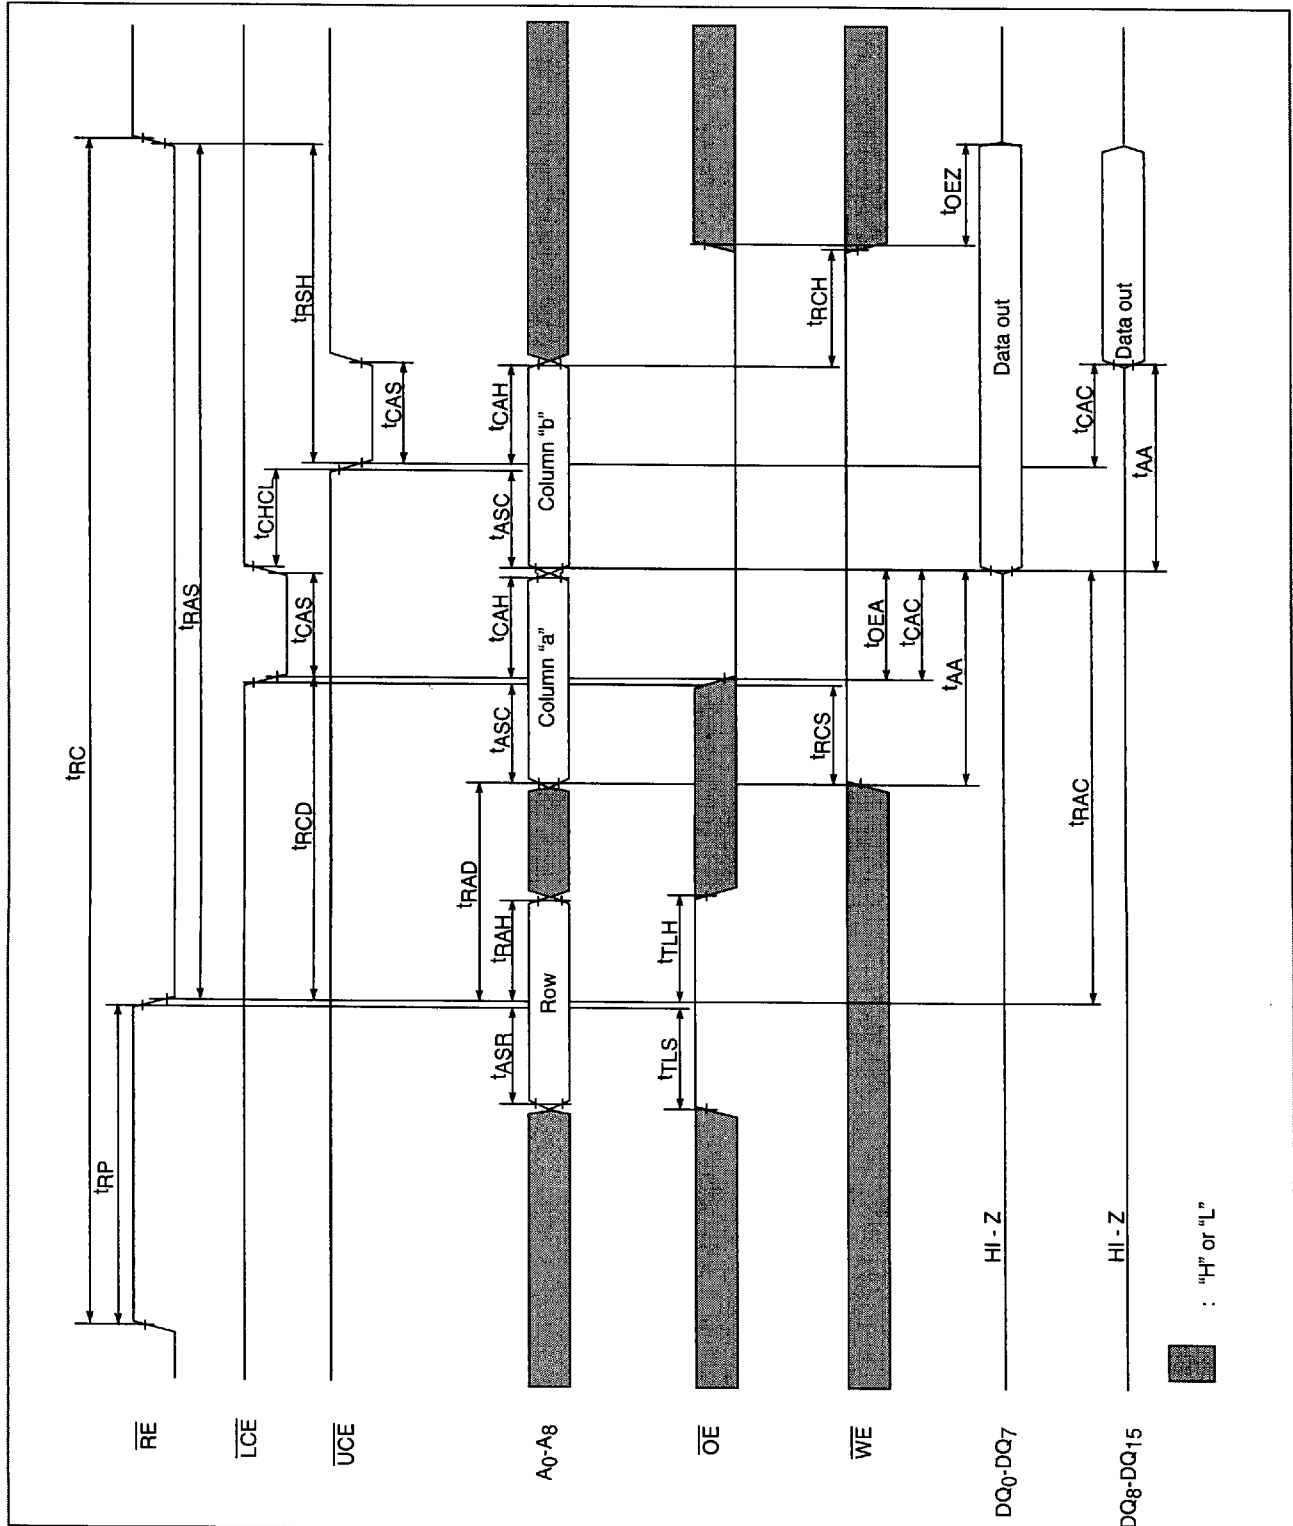 tRC
tRP
RE
tRAS
LCE
tCHCL
tRCD
tCAS
tRSH
UCE
tCAS
tRAD
tASR
tRAH
tASC
tCAH
tASC
tCAH
A0-A8
Row
Column "a"
Column "b"
tTLS
tTLH
OE
tRCS
tRCH
WE
tOEA
tCAC
tAA
tOEZ
DQ0-DQ7
HI - Z
Data out
tRAC
tCAC
DQ8-DQ15
HI - Z
Data out
tAA
: "H" or "L"